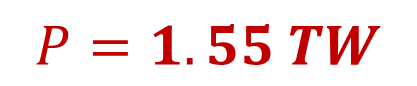 P = 1.55 TW